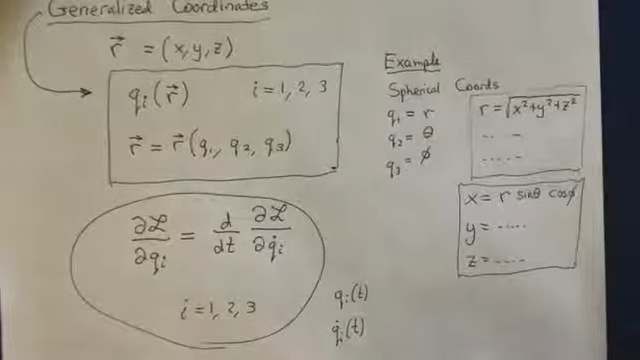 Generalized Coordinates
r⃗ = (x, y, z)
qᵢ(r⃗) i = 1, 2, 3
r⃗ = r⃗(q₁, q₂, q₃)
∂ℒ/∂qᵢ = d/dt ∂ℒ/∂q̇ᵢ
i = 1, 2, 3
qᵢ(t)
q̇ᵢ(t)
Example
Spherical Coords
q₁ = r
q₂ = θ
q₃ = ϕ
r = √x²+y²+z²
.. ..
.....
x = r sinθ cosϕ
y = .....
z = .....